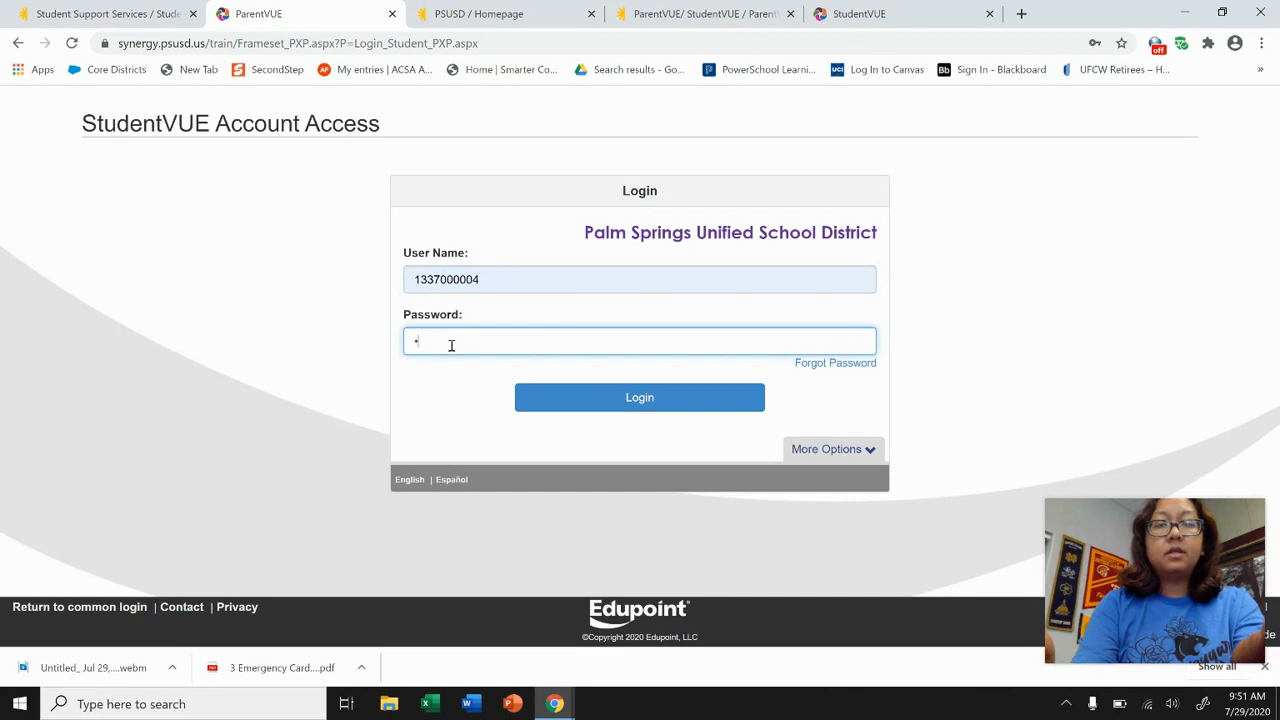 Student Support Services / Stude
ParentVUE
PSUSD / Homepage
ParentVUE/ StudentVUE / Parent
StudentVUE
synergy.psusd.us/train/Frameset_PXP.aspx?P=Login_Student_PXP.aspx
off
Apps
Core Districts
New Tab
SecondStep
AF My entries | ACSA A...
Home | Smarter Co...
Search results - Go...
PowerSchool Learni...
UCI Log In to Canvas
Bb Sign In - Blackboard
UFCW Retirees – H...
»
StudentVUE Account Access
Login
Palm Springs Unified School District
User Name:
1337000004
Password:
•
Forgot Password
Login
More Options
English | Español
Return to common login | Contact | Privacy
Edupoint
©Copyright 2020 Edupoint, LLC
Untitled_ Jul 29,....webm
3 Emergency Card....pdf
Show all
Type here to search
9:51 AM
7/29/2020